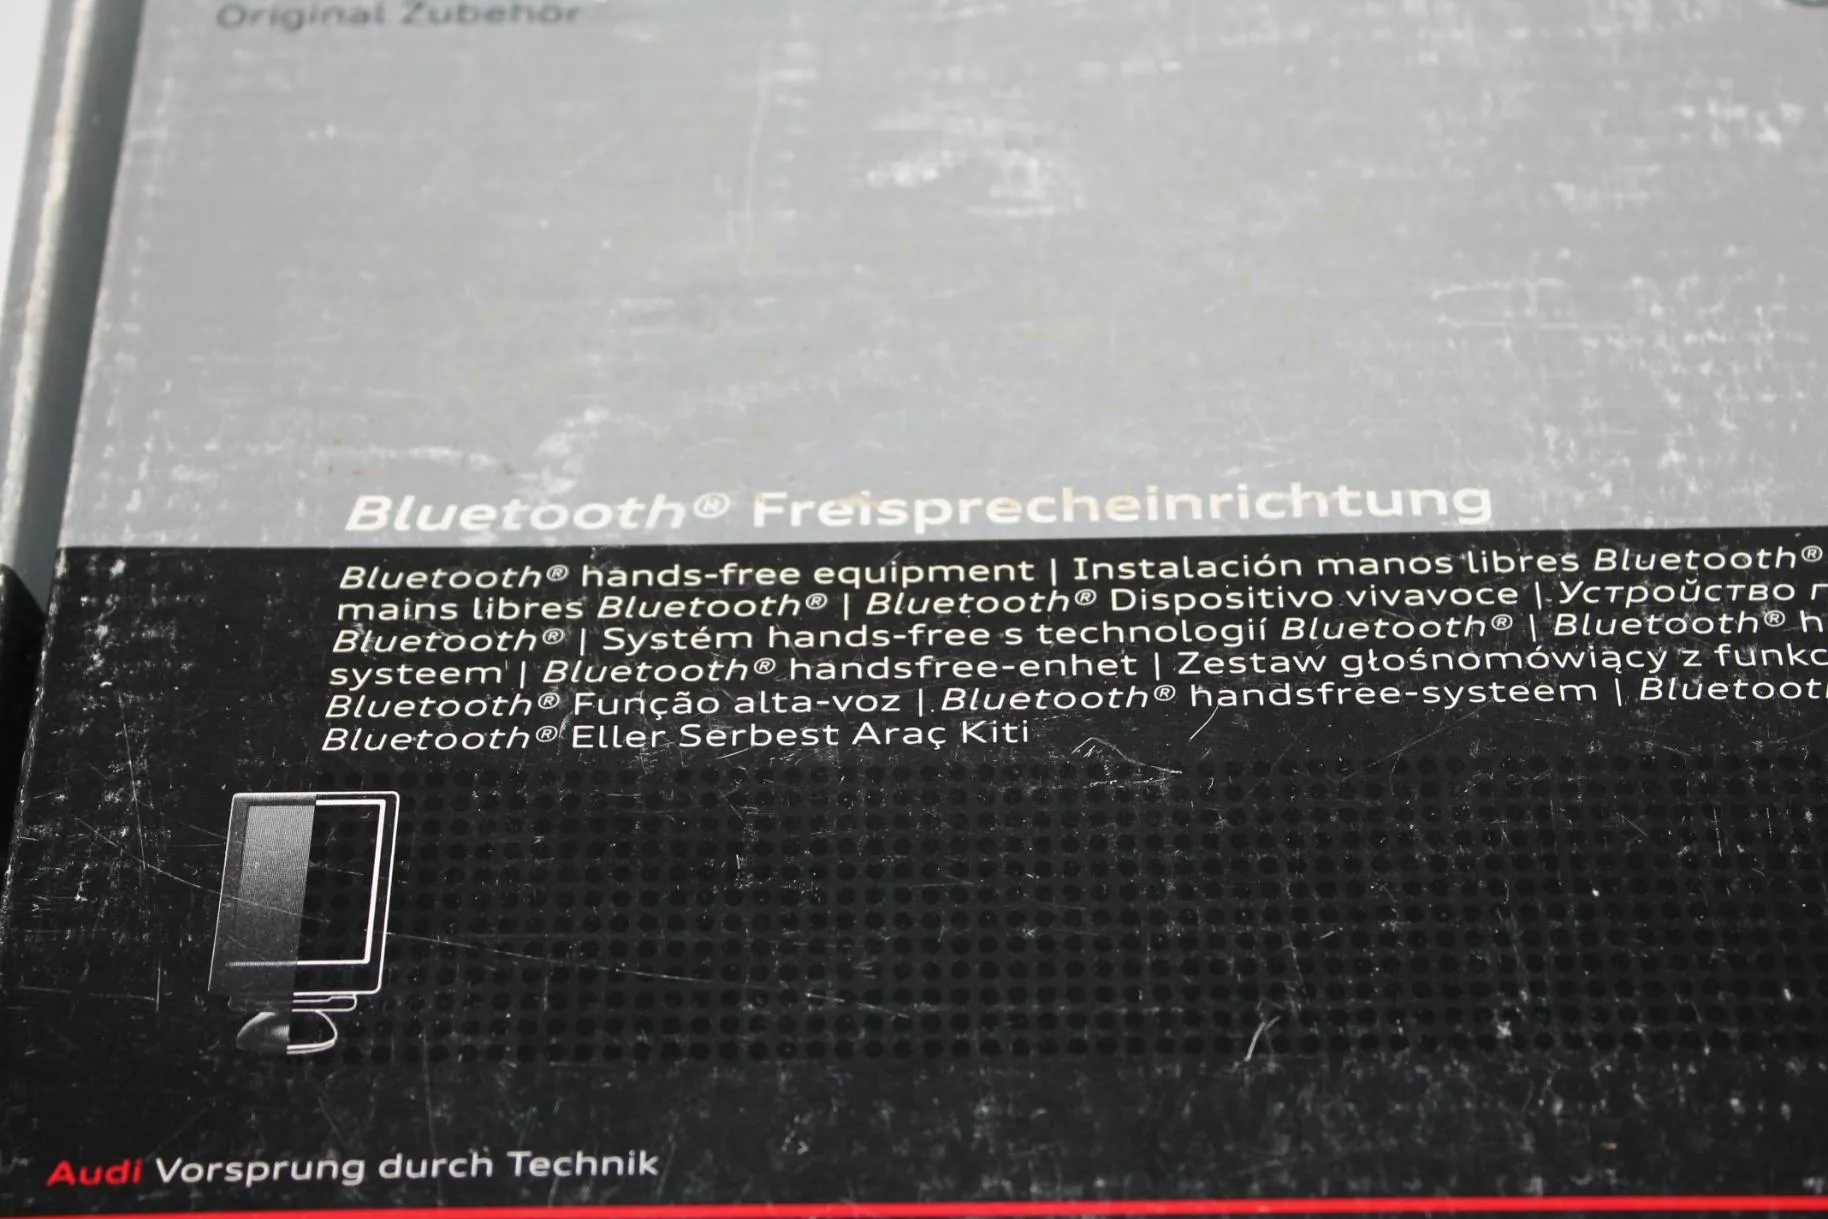 Original Zubehör
Bluetooth® Freisprecheinrichtung
Bluetooth® hands-free equipment | Instalación manos libres Bluetooth®
mains libres Bluetooth® | Bluetooth® Dispositivo vivavoce | Устройство
Bluetooth® | Systém hands-free s technologií Bluetooth® | Bluetooth® h
systeem | Bluetooth® handsfree-enhet | Zestaw głośnomówiący z funkc
Bluetooth® Função alta-voz | Bluetooth® handsfree-systeem | Bluetoot
Bluetooth® Eller Serbest Araç Kiti
Audi Vorsprung durch Technik